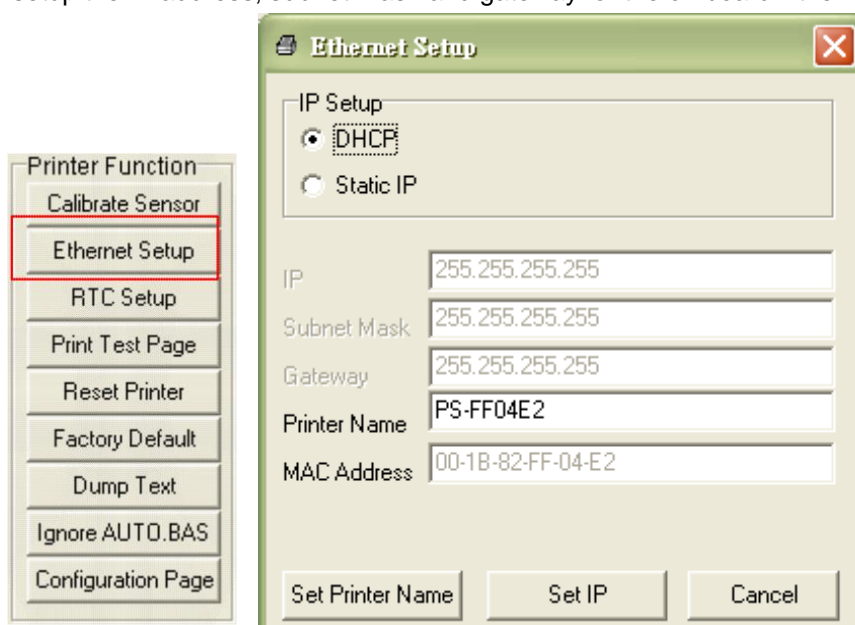 Ethernet Setup
Printer Function
Calibrate Sensor
Ethernet Setup
RTC Setup
Print Test Page
Reset Printer
Factory Default
Dump Text
Ignore AUTO.BAS
Configuration Page
IP Setup
DHCP
Static IP
IP 255.255.255.255
Subnet Mask 255.255.255.255
Gateway 255.255.255.255
Printer Name PS-FF04E2
MAC Address 00-1B-82-FF-04-E2
Set Printer Name Set IP Cancel